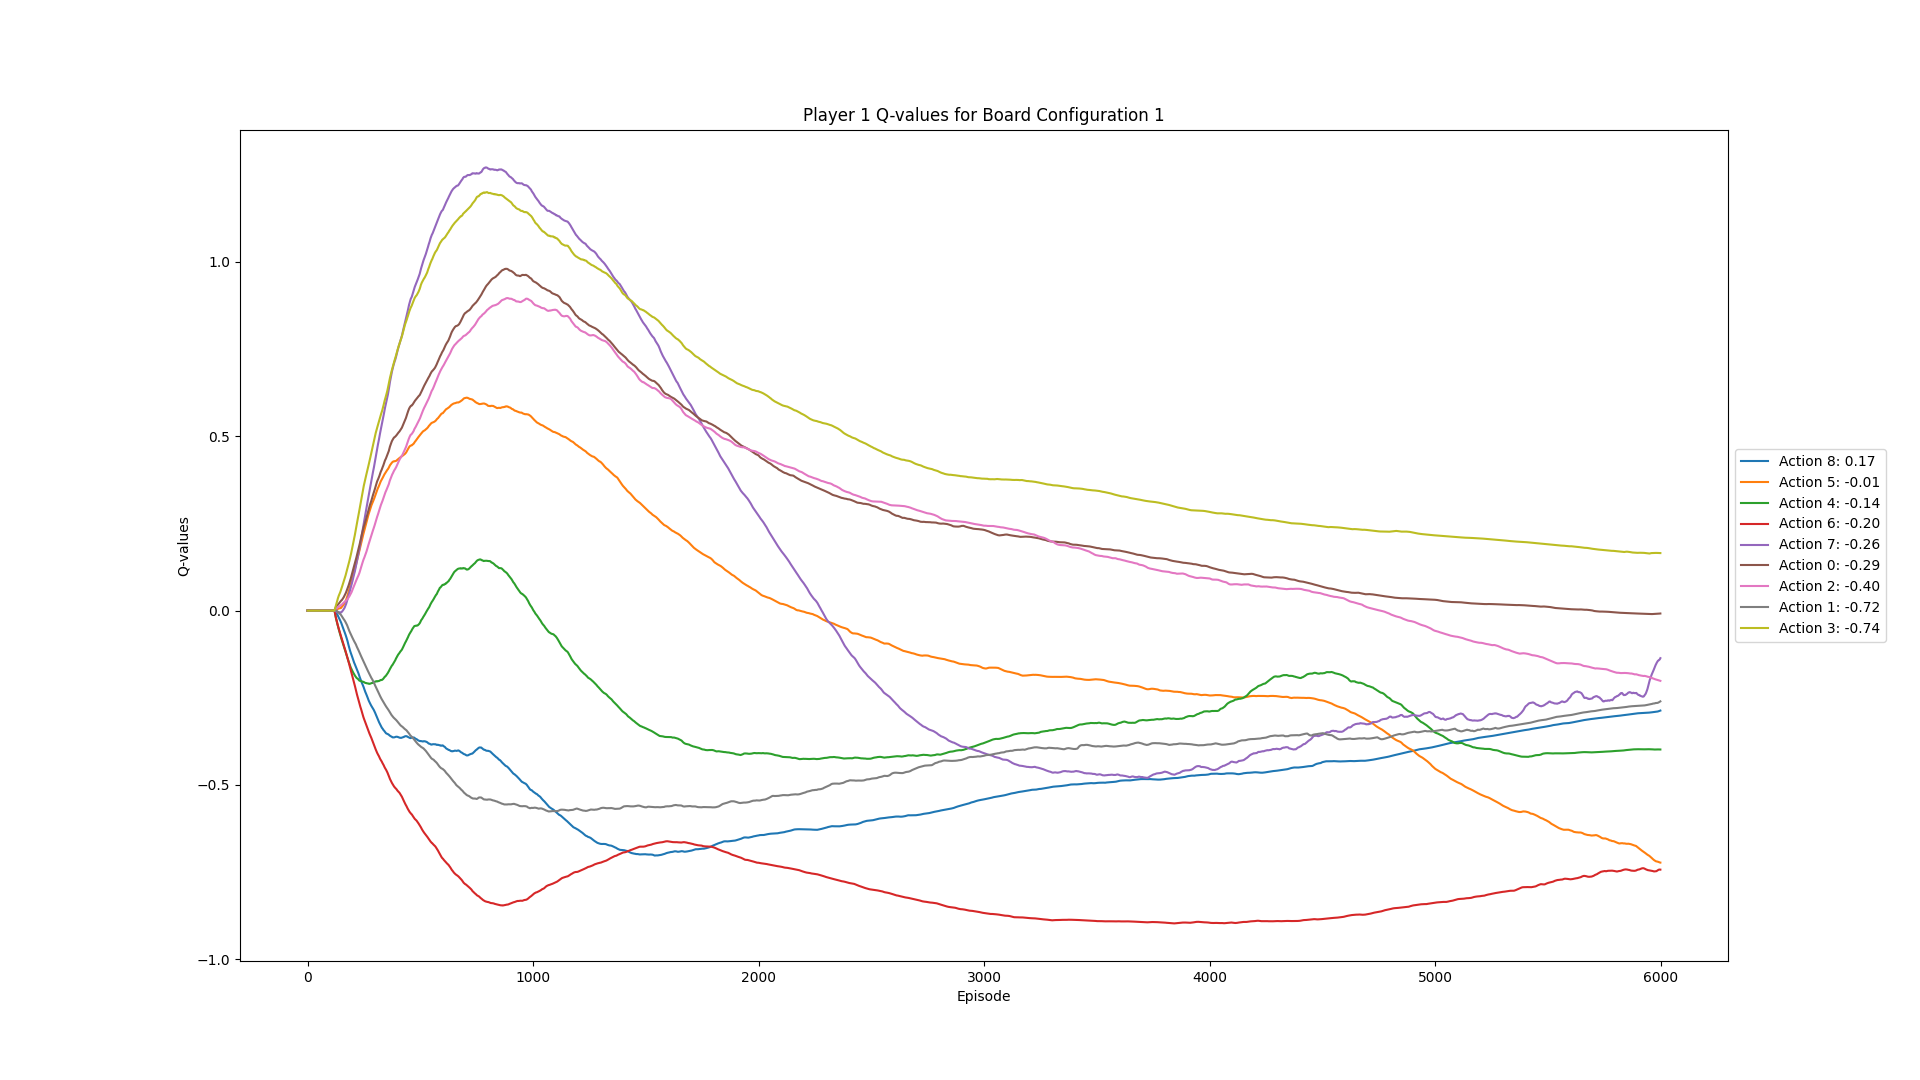 Player 1 Q-values for Board Configuration 1
Q-values
1.0
0.5
0.0
−0.5
−1.0
0 1000 2000 3000 4000 5000 6000
Episode
Action 8: 0.17
Action 5: -0.01
Action 4: -0.14
Action 6: -0.20
Action 7: -0.26
Action 0: -0.29
Action 2: -0.40
Action 1: -0.72
Action 3: -0.74